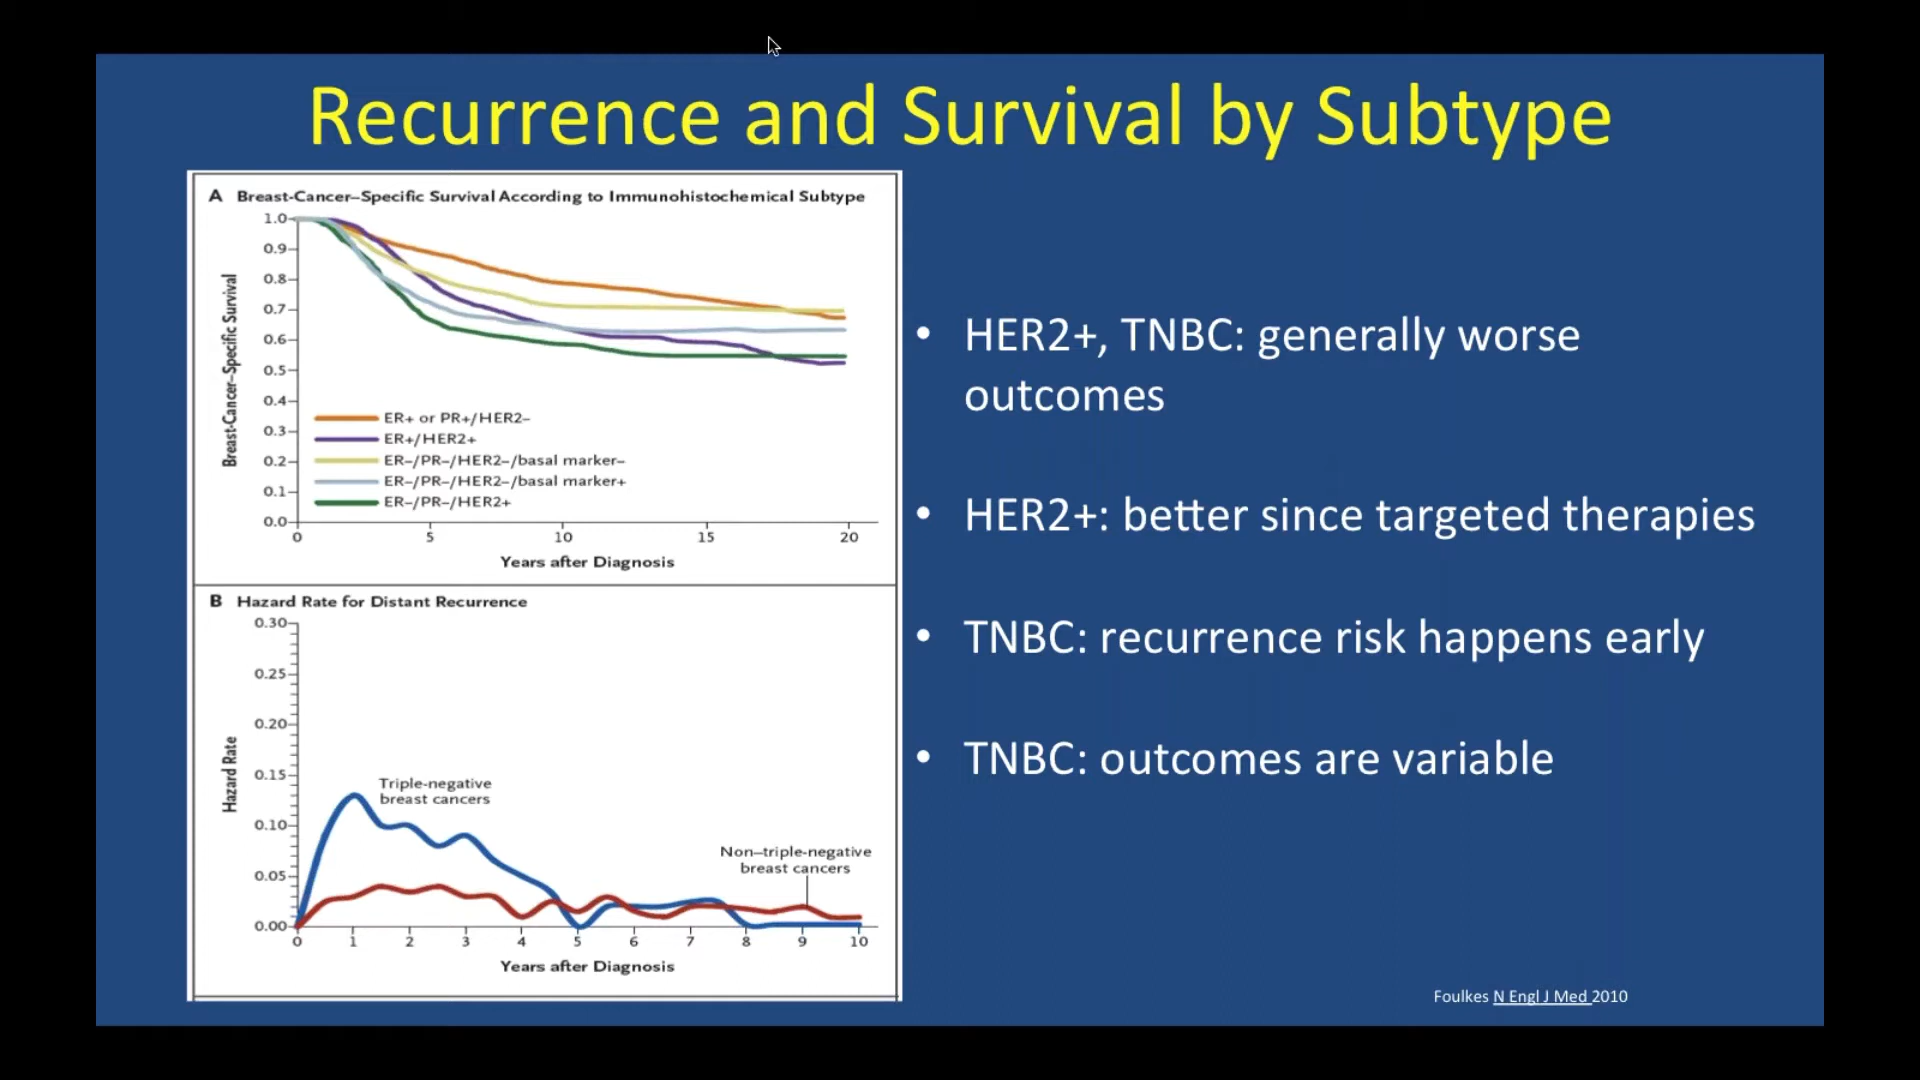 Recurrence and Survival by Subtype
A Breast-Cancer–Specific Survival According to Immunohistochemical Subtype
Breast-Cancer–Specific Survival
1.0
0.9
0.8
0.7
0.6
0.5
0.4
0.3
0.2
0.1
0.0
ER+ or PR+/HER2–
ER+/HER2+
ER–/PR–/HER2–/basal marker–
ER–/PR–/HER2–/basal marker+
ER–/PR–/HER2+
0 5 10 15 20
Years after Diagnosis
B Hazard Rate for Distant Recurrence
Hazard Rate
0.30
0.25
0.20
0.15
0.10
0.05
0.00
Triple-negative
breast cancers
Non–triple-negative
breast cancers
0 1 2 3 4 5 6 7 8 9 10
Years after Diagnosis
• HER2+, TNBC: generally worse
outcomes
• HER2+: better since targeted therapies
• TNBC: recurrence risk happens early
• TNBC: outcomes are variable
Foulkes N Engl J Med 2010